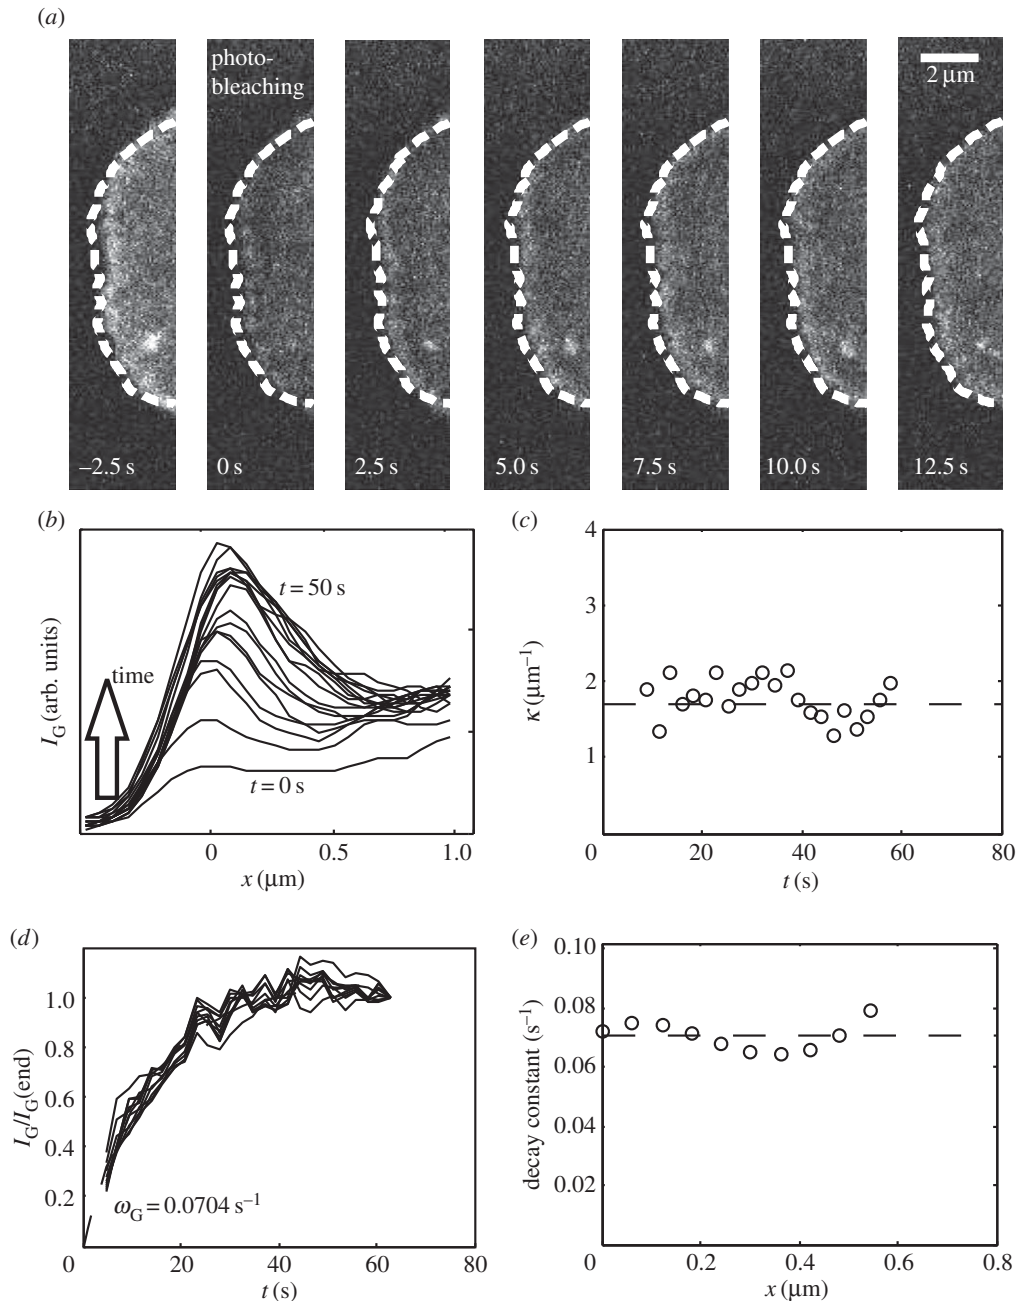 (a)
photo-
bleaching
2 µm
–2.5 s
0 s
2.5 s
5.0 s
7.5 s
10.0 s
12.5 s
(b)
I_G (arb. units)
time
t = 50 s
t = 0 s
0
0.5
1.0
x (µm)
(c)
4
3
2
1
κ (µm⁻¹)
0
20
40
60
80
t (s)
(d)
1.0
0.8
0.6
0.4
0.2
I_G/I_G(end)
ω_G = 0.0704 s⁻¹
0
20
40
60
80
t (s)
(e)
0.10
0.08
0.06
0.04
0.02
decay constant (s⁻¹)
0
0.2
0.4
0.6
0.8
x (µm)